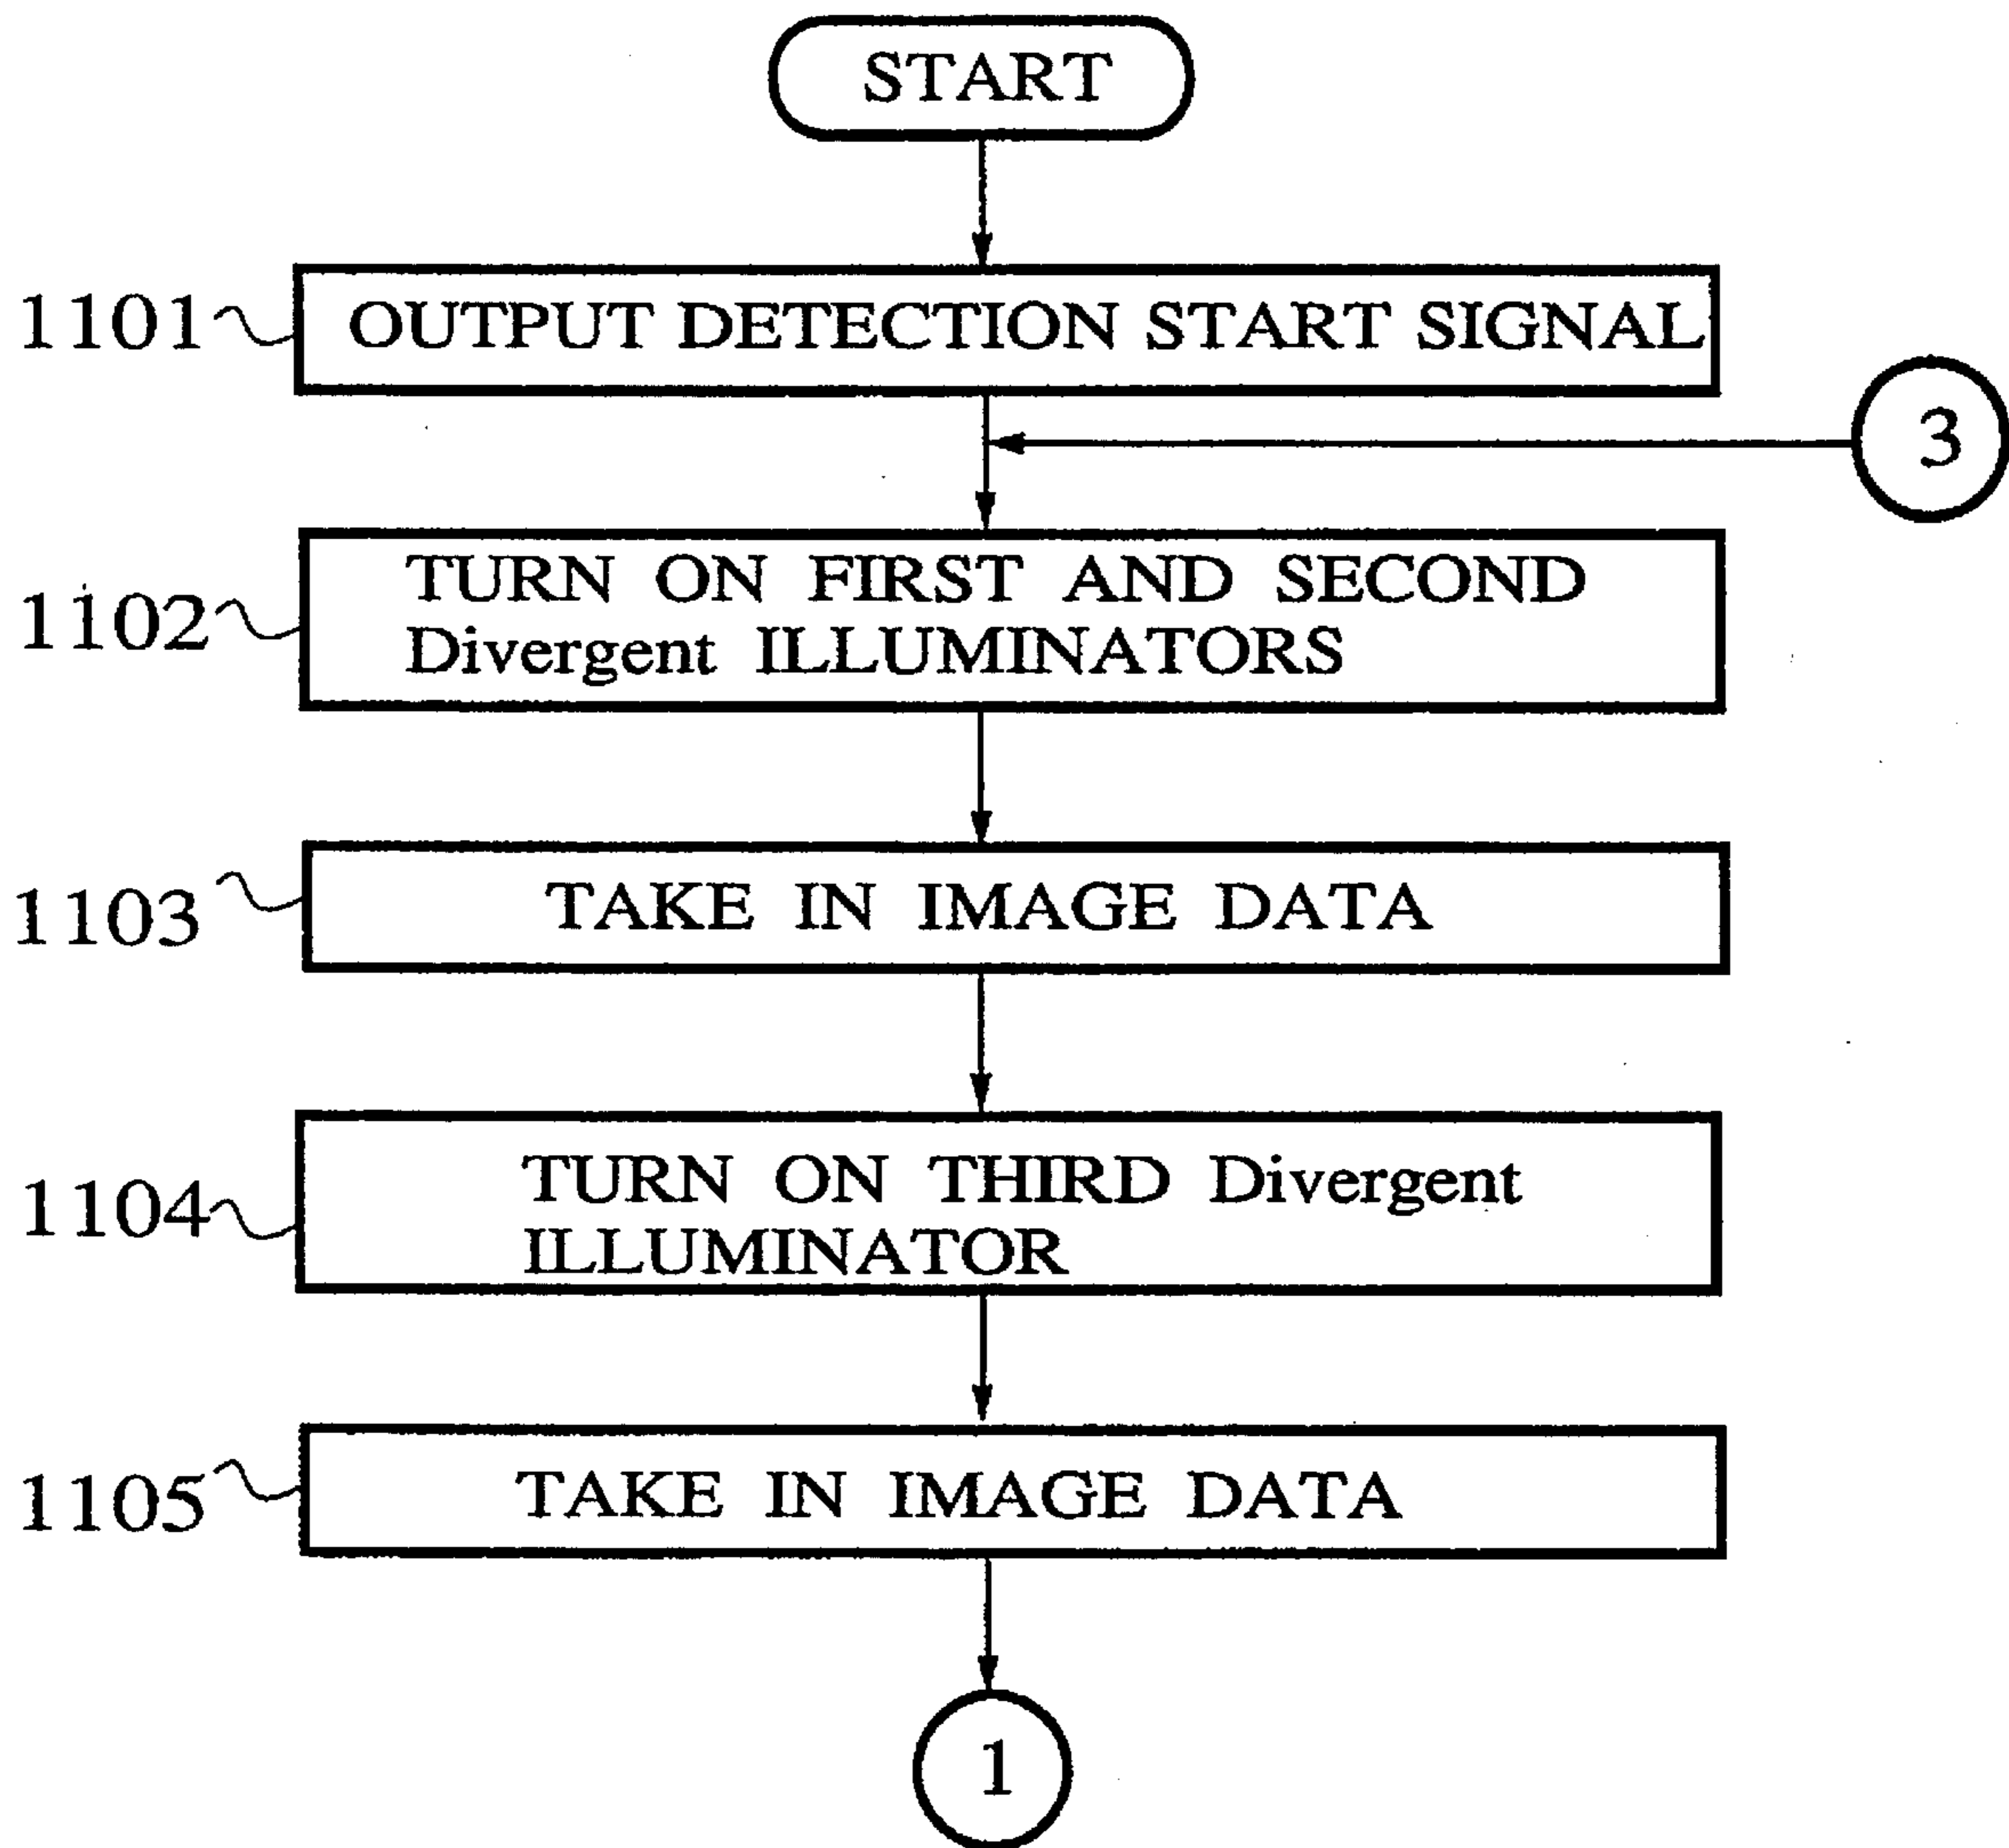 START
1101 OUTPUT DETECTION START SIGNAL
3
1102 TURN ON FIRST AND SECOND
Divergent ILLUMINATORS
1103 TAKE IN IMAGE DATA
1104 TURN ON THIRD Divergent
ILLUMINATOR
1105 TAKE IN IMAGE DATA
1